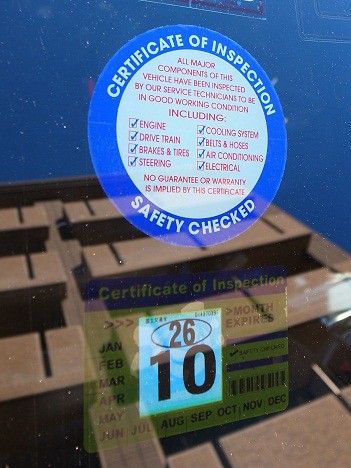 CERTIFICATE OF INSPECTION
ALL MAJOR
COMPONENTS OF THIS
VEHICLE HAVE BEEN INSPECTED
BY OUR SERVICE TECHNICIANS TO BE
IN GOOD WORKING CONDITION
INCLUDING:
ENGINE
DRIVE TRAIN
BRAKES & TIRES
STEERING
COOLING SYSTEM
BELTS & HOSES
AIR CONDITIONING
ELECTRICAL
NO GUARANTEE OR WARRANTY
IS IMPLIED BY THIS CERTIFICATE
SAFETY CHECKED
Certificate of Inspection
>>>
>MONTH
EXPIRES
26
10
SAFETY CHECKED
JAN
FEB
MAR
APR
MAY
JUN JUL AUG SEP OCT NOV DEC